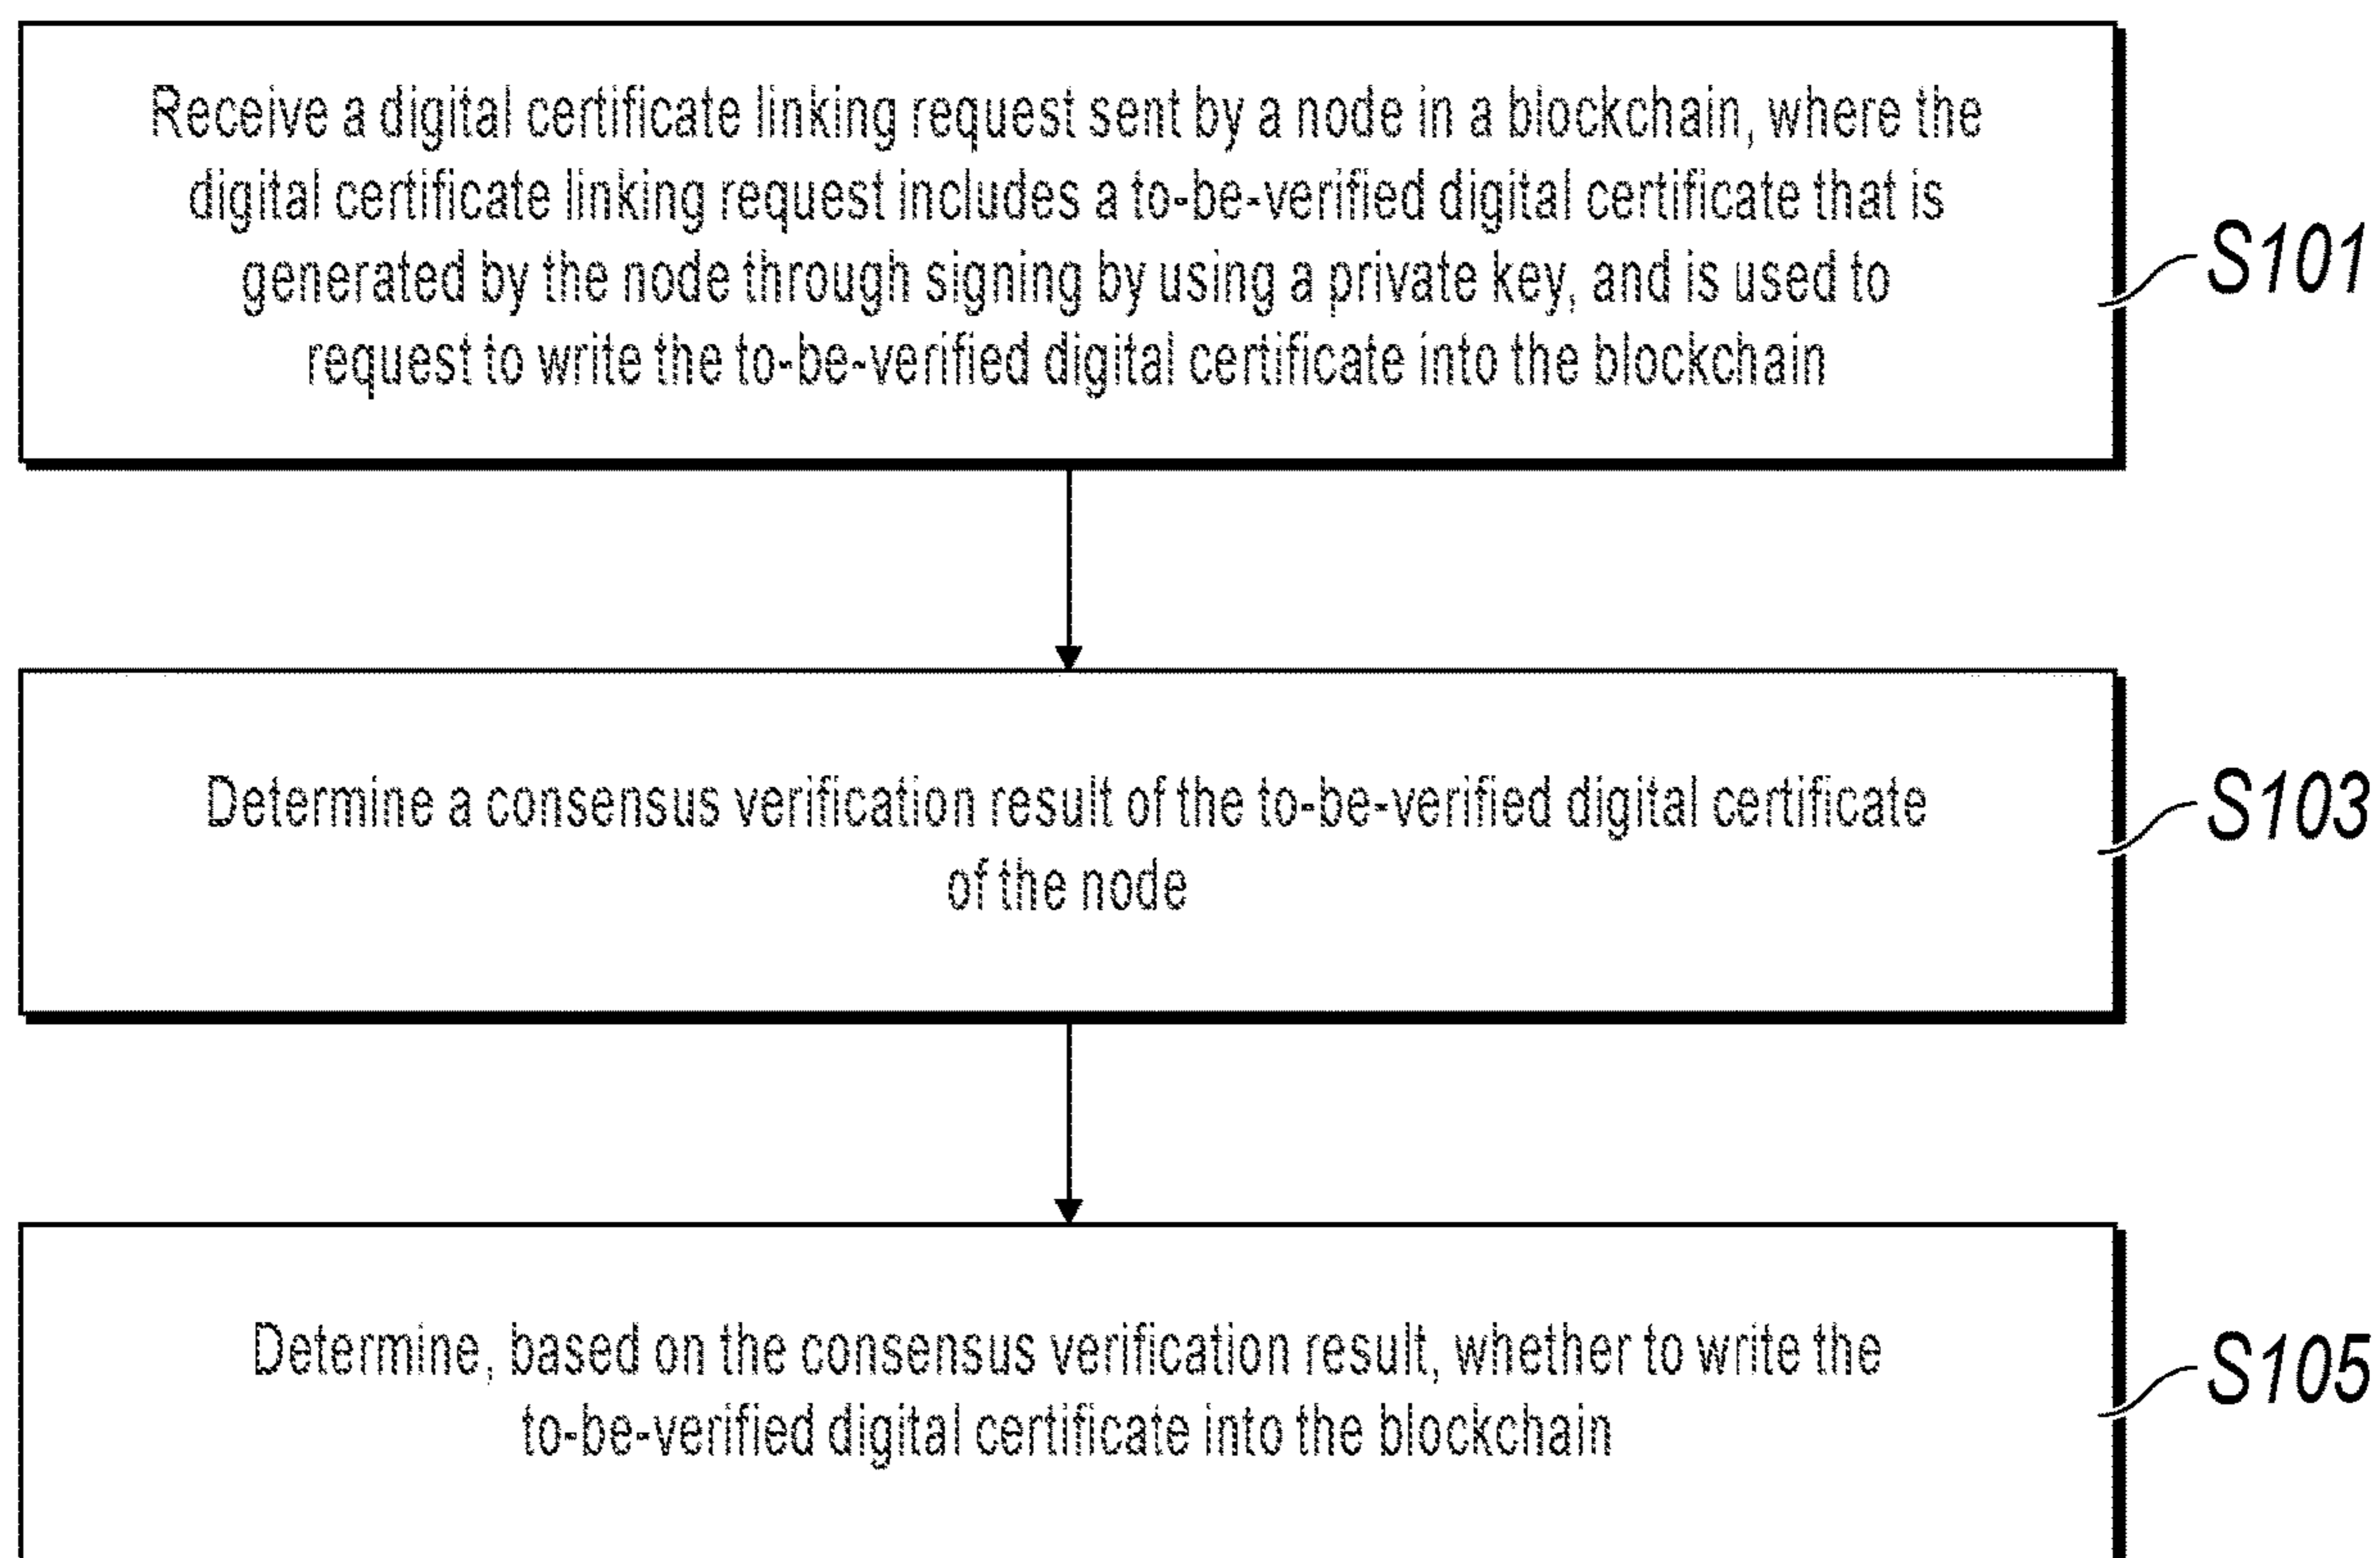 Receive a digital certificate linking request sent by a node in a blockchain, where the
digital certificate linking request includes a to-be-verified digital certificate that is
generated by the node through signing by using a private key, and is used to
request to write the to-be-verified digital certificate into the blockchain
S101
Determine a consensus verification result of the to-be-verified digital certificate
of the node
S103
Determine, based on the consensus verification result, whether to write the
to-be-verified digital certificate into the blockchain
S105